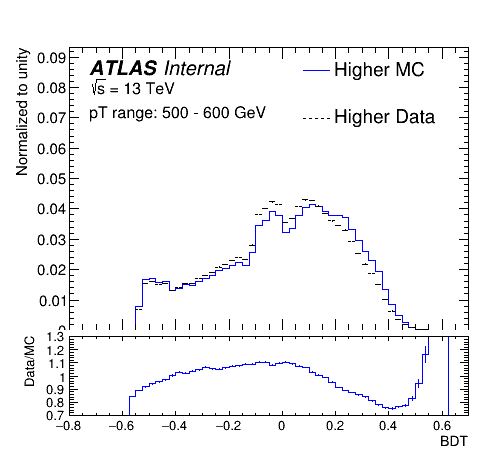 ATLAS Internal
√s = 13 TeV
pT range: 500 - 600 GeV
Higher MC
Higher Data
Normalized to unity
0.09
0.08
0.07
0.06
0.05
0.04
0.03
0.02
0.01
0
Data/MC
1.3
1.2
1.1
1
0.9
0.8
0.7
−0.8 −0.6 −0.4 −0.2 0 0.2 0.4 0.6
BDT